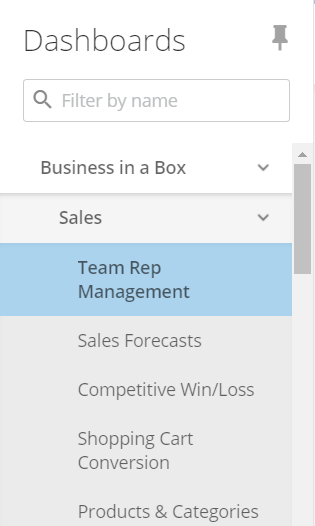 Dashboards
Filter by name
Business in a Box
Sales
Team Rep
Management
Sales Forecasts
Competitive Win/Loss
Shopping Cart
Conversion
Products & Categories